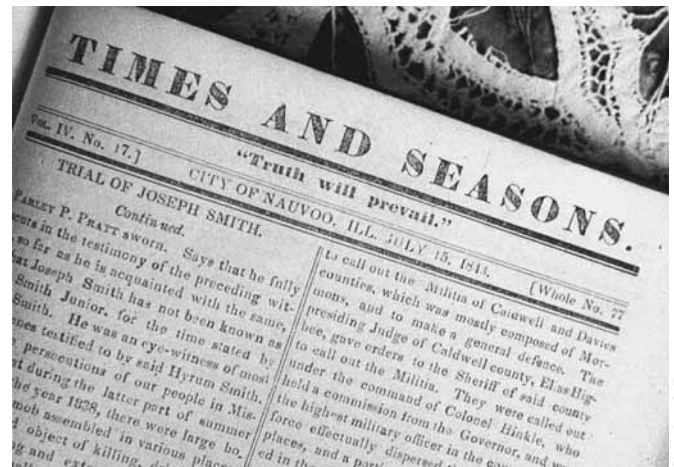 TIMES AND SEASONS.
"Truth will prevail."
VOL. IV. No. 17.] CITY OF NAUVOO, ILL. JULY 15, 1843. [Whole No. 77
TRIAL OF JOSEPH SMITH.
Continued.
PARLEY P. PRATT sworn. Says that he fully
in the testimony of the preceding wit-
so far as he is acquainted with the same,
Joseph Smith has not been known as
Smith Junior. for the time stated by
Smith. He was an eye-witness of most
testified to by said Hyrum Smith.
persecutions of our people in Mis-
during the latter part of summer
year 1838, there were large bo-
mob assembled in various places
object of killing,
to call out the Militia of Caldwell and Davies
counties, which was mostly composed of Mor-
mons, and to make a general defence. The
presiding Judge of Caldwell county, Elias Hig-
bee, gave orders to the Sheriff of said county
to call out the Militia. They were called out
under the command of Colonel Hinkle, who
held a commission from the Governor, and was
the highest military officer in the
force effectually dispersed the
places, and a
ed in the